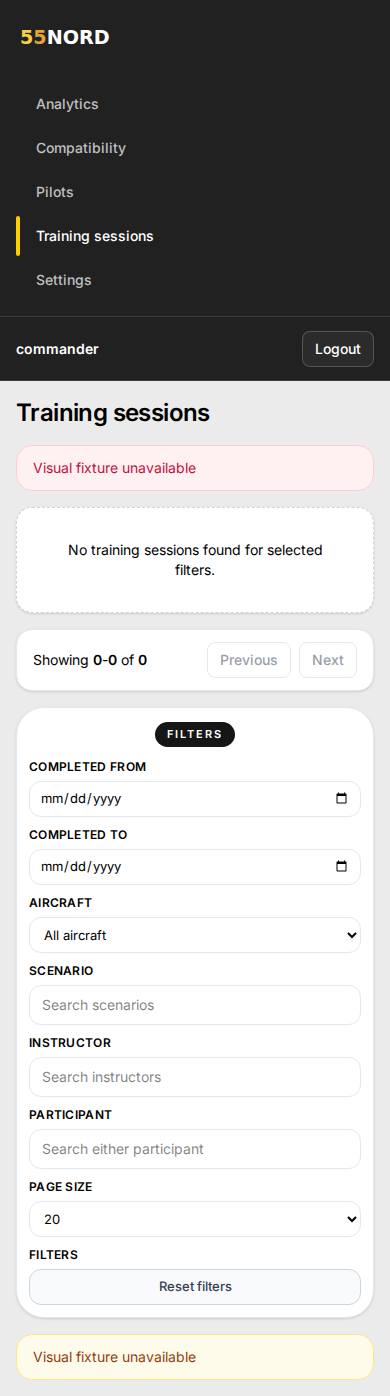 55NORD
Analytics
Compatibility
Pilots
Training sessions
Settings
commander
Logout
Training sessions
Visual fixture unavailable
No training sessions found for selected
filters.
Showing 0-0 of 0
Previous
Next
FILTERS
COMPLETED FROM
mm/dd/yyyy
COMPLETED TO
mm/dd/yyyy
AIRCRAFT
All aircraft
SCENARIO
Search scenarios
INSTRUCTOR
Search instructors
PARTICIPANT
Search either participant
PAGE SIZE
20
FILTERS
Reset filters
Visual fixture unavailable